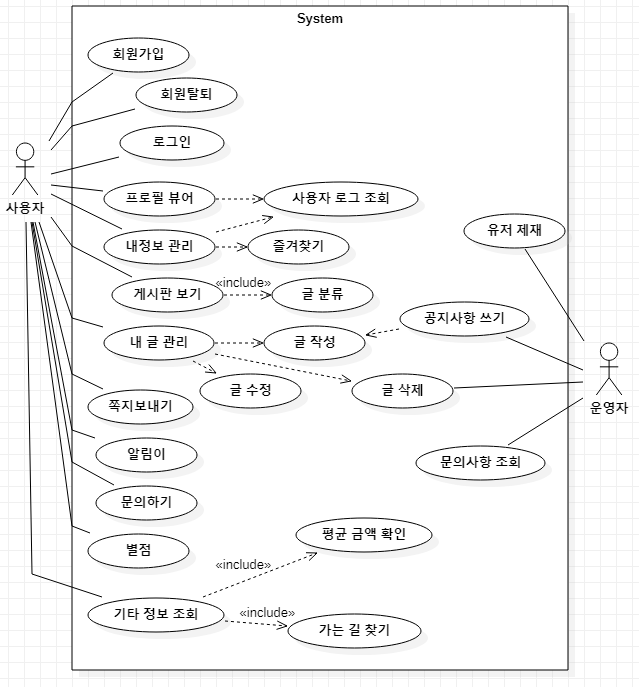 System
회원가입
회원탈퇴
로그인
사용자
프로필 뷰어
사용자 로그 조회
유저 제재
내정보 관리
즐겨찾기
«include»
게시판 보기
글 분류
공지사항 쓰기
내 글 관리
글 작성
글 수정
글 삭제
운영자
쪽지보내기
알림이
문의사항 조회
문의하기
평균 금액 확인
별점
«include»
기타 정보 조회
«include»
가는 길 찾기